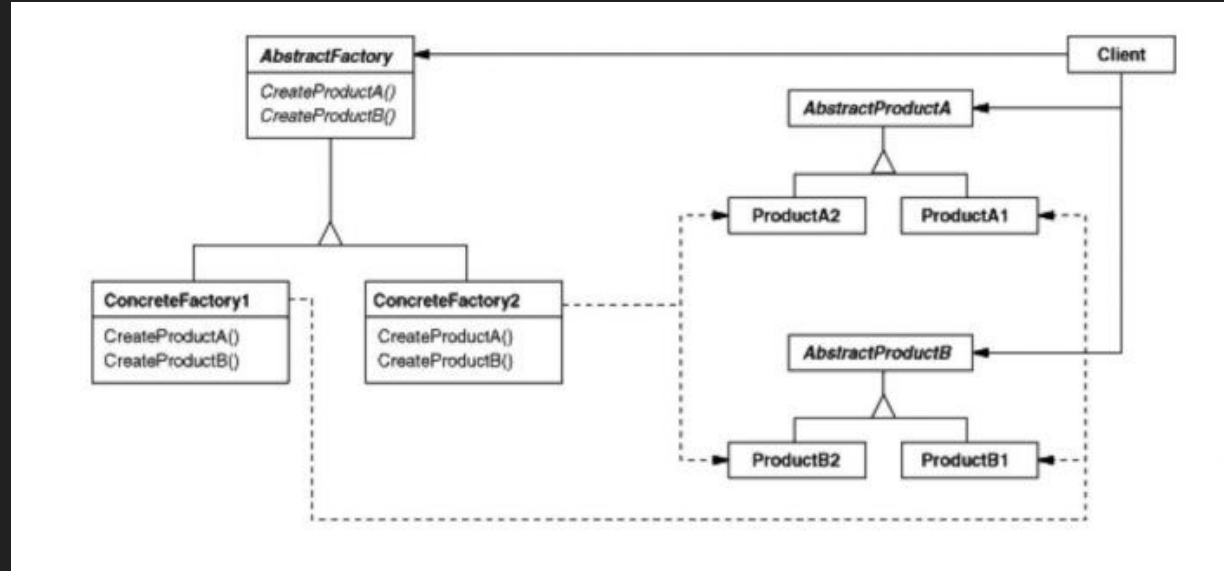 AbstractFactory
CreateProductA()
CreateProductB()
Client
AbstractProductA
ProductA2
ProductA1
ConcreteFactory1
CreateProductA()
CreateProductB()
ConcreteFactory2
CreateProductA()
CreateProductB()
AbstractProductB
ProductB2
ProductB1